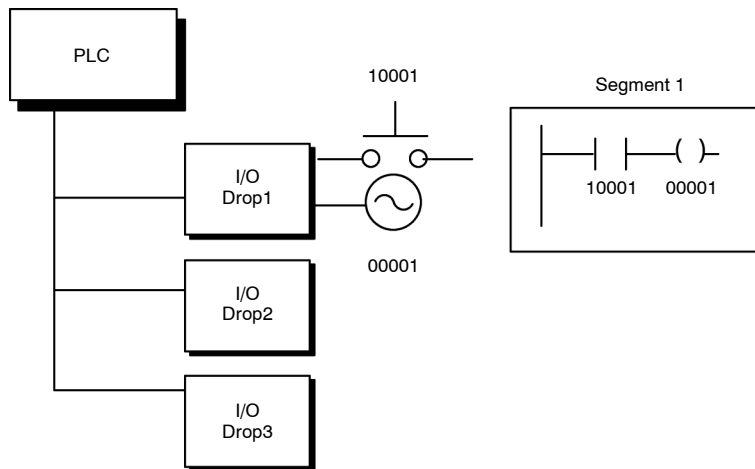 PLC
10001
Segment 1
I/O
Drop1
10001 00001
00001
I/O
Drop2
I/O
Drop3